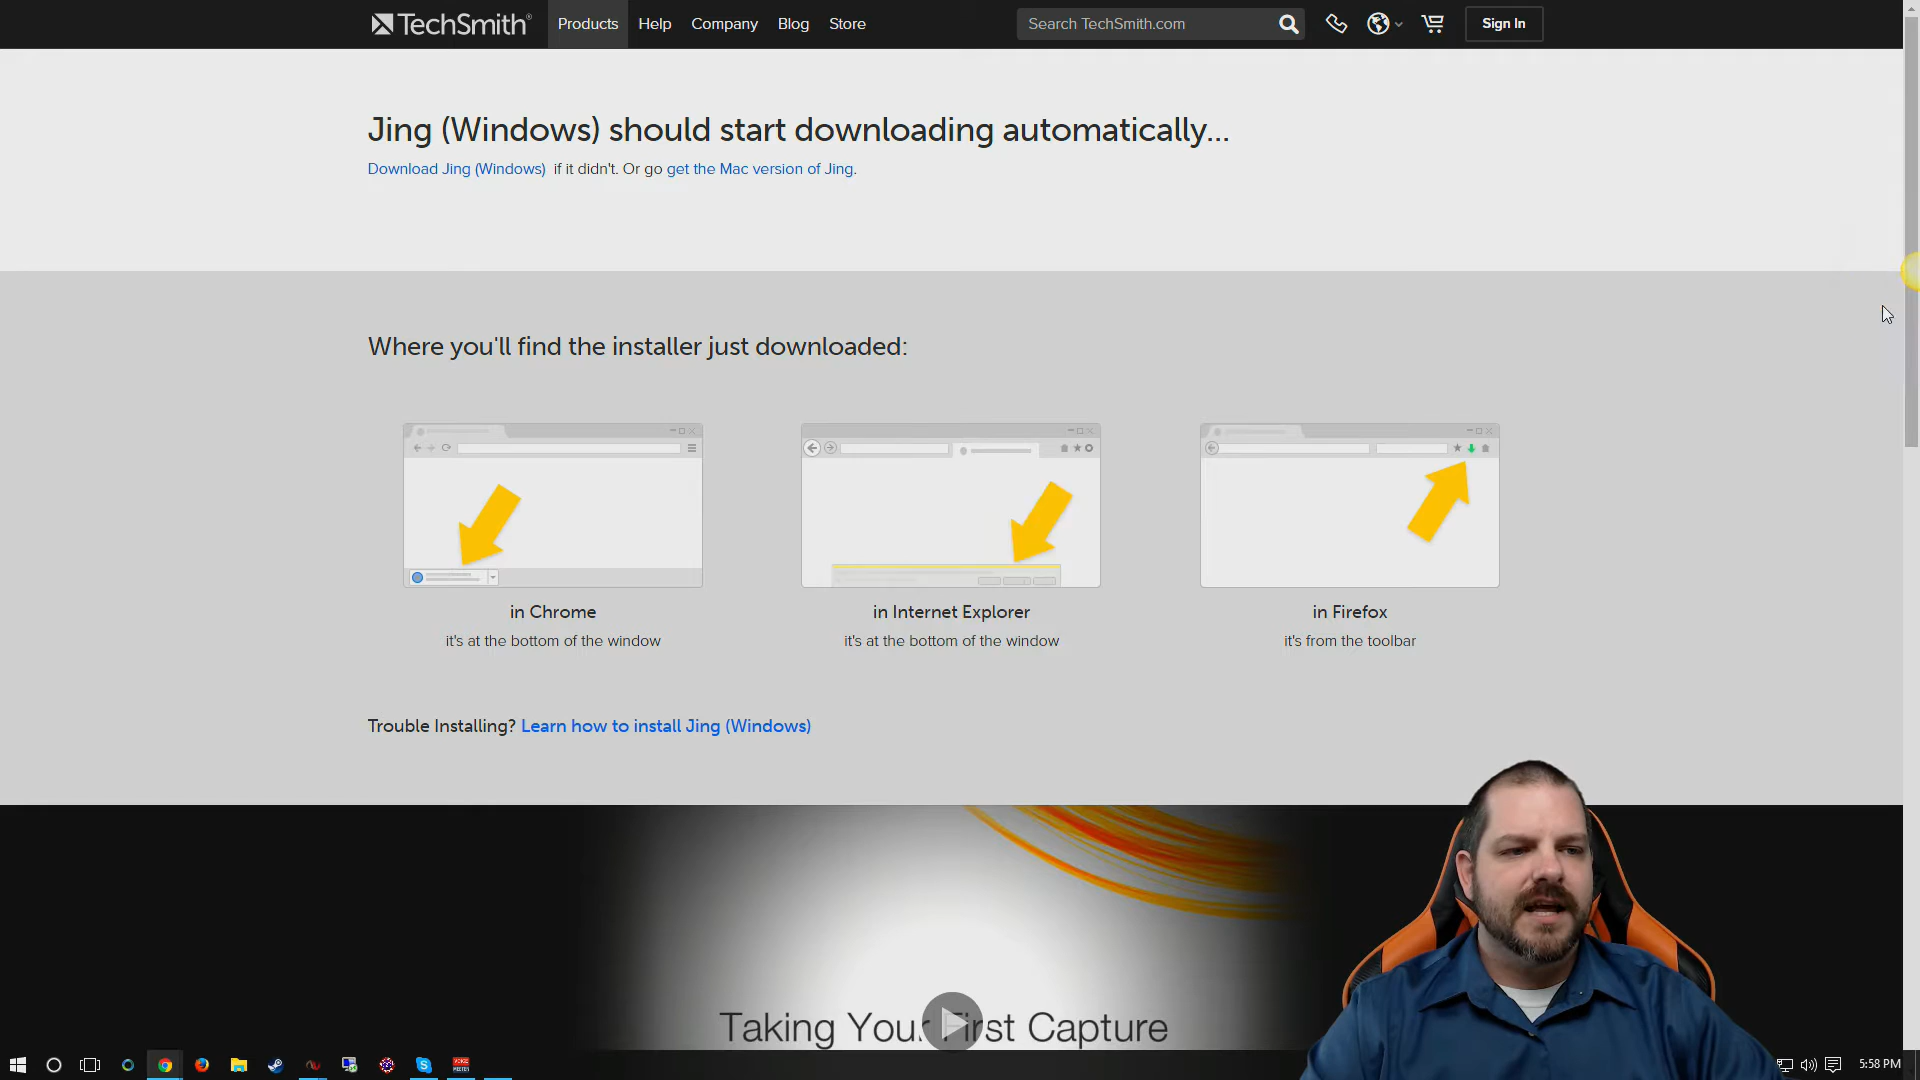 TechSmith® Products Help Company Blog Store Search TechSmith.com Sign In
Jing (Windows) should start downloading automatically...
Download Jing (Windows) if it didn't. Or go get the Mac version of Jing.
Where you'll find the installer just downloaded:
in Chrome
it's at the bottom of the window
in Internet Explorer
it's at the bottom of the window
in Firefox
it's from the toolbar
Trouble Installing? Learn how to install Jing (Windows)
Taking Your First Capture
5:58 PM